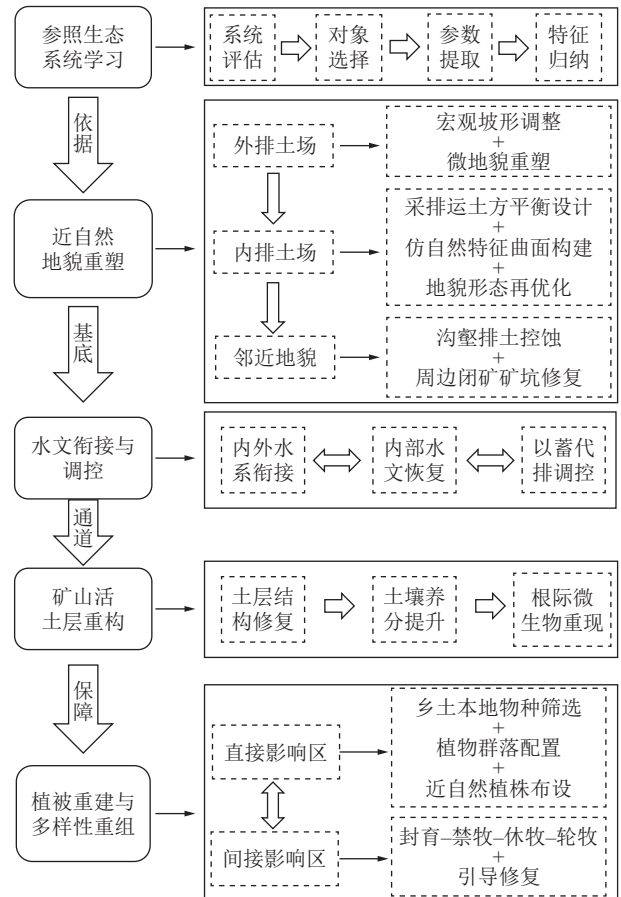 参照生态
系统学习
系统
评估
对象
选择
参数
提取
特征
归纳
依据
近自然
地貌重塑
外排土场
宏观坡形调整
+
微地貌重塑
内排土场
采排运土方平衡设计
+
仿自然特征曲面构建
+
地貌形态再优化
邻近地貌
沟壑排土控蚀
+
周边闭矿矿坑修复
基底
水文衔接与
调控
内外水
系衔接
内部水
文恢复
以蓄代
排调控
通道
矿山活
土层重构
土层结
构修复
土壤养
分提升
根际微
生物重现
保障
植被重建与
多样性重组
直接影响区
乡土本地物种筛选
+
植物群落配置
+
近自然植株布设
间接影响区
封育–禁牧–休牧–轮牧
+
引导修复